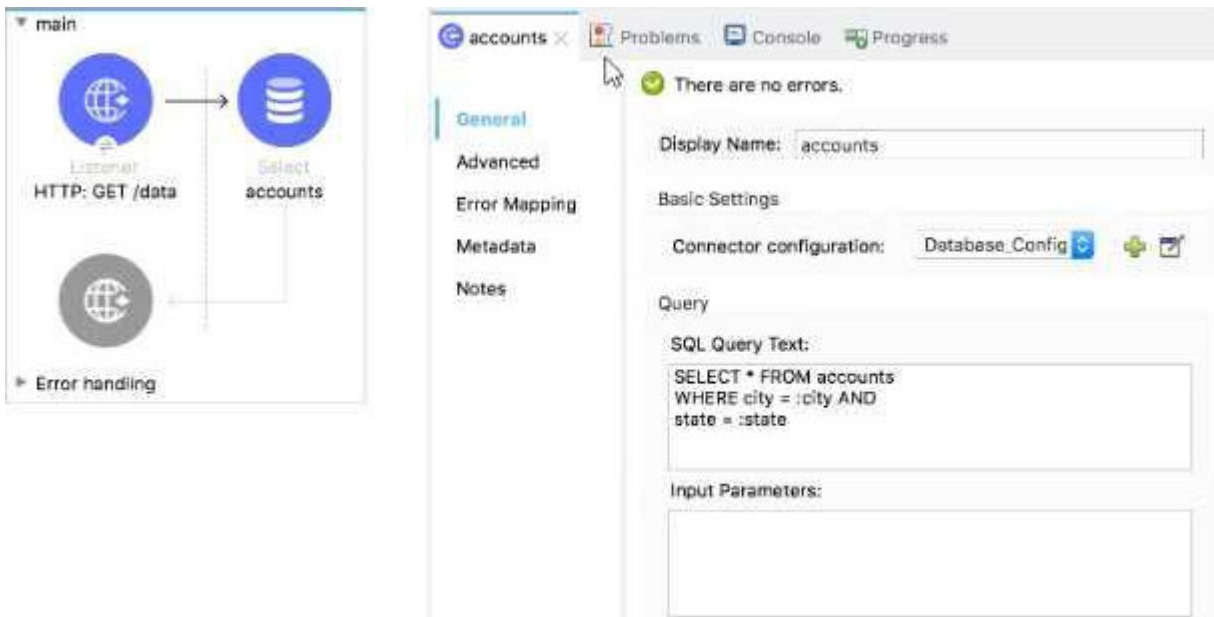 main
Listener
HTTP: GET /data
Select
accounts
Error handling
accounts
Problems
Console
Progress
There are no errors.
General
Advanced
Error Mapping
Metadata
Notes
Display Name: accounts
Basic Settings
Connector configuration: Database_Config
Query
SQL Query Text:
SELECT * FROM accounts
WHERE city = :city AND
state = :state
Input Parameters: